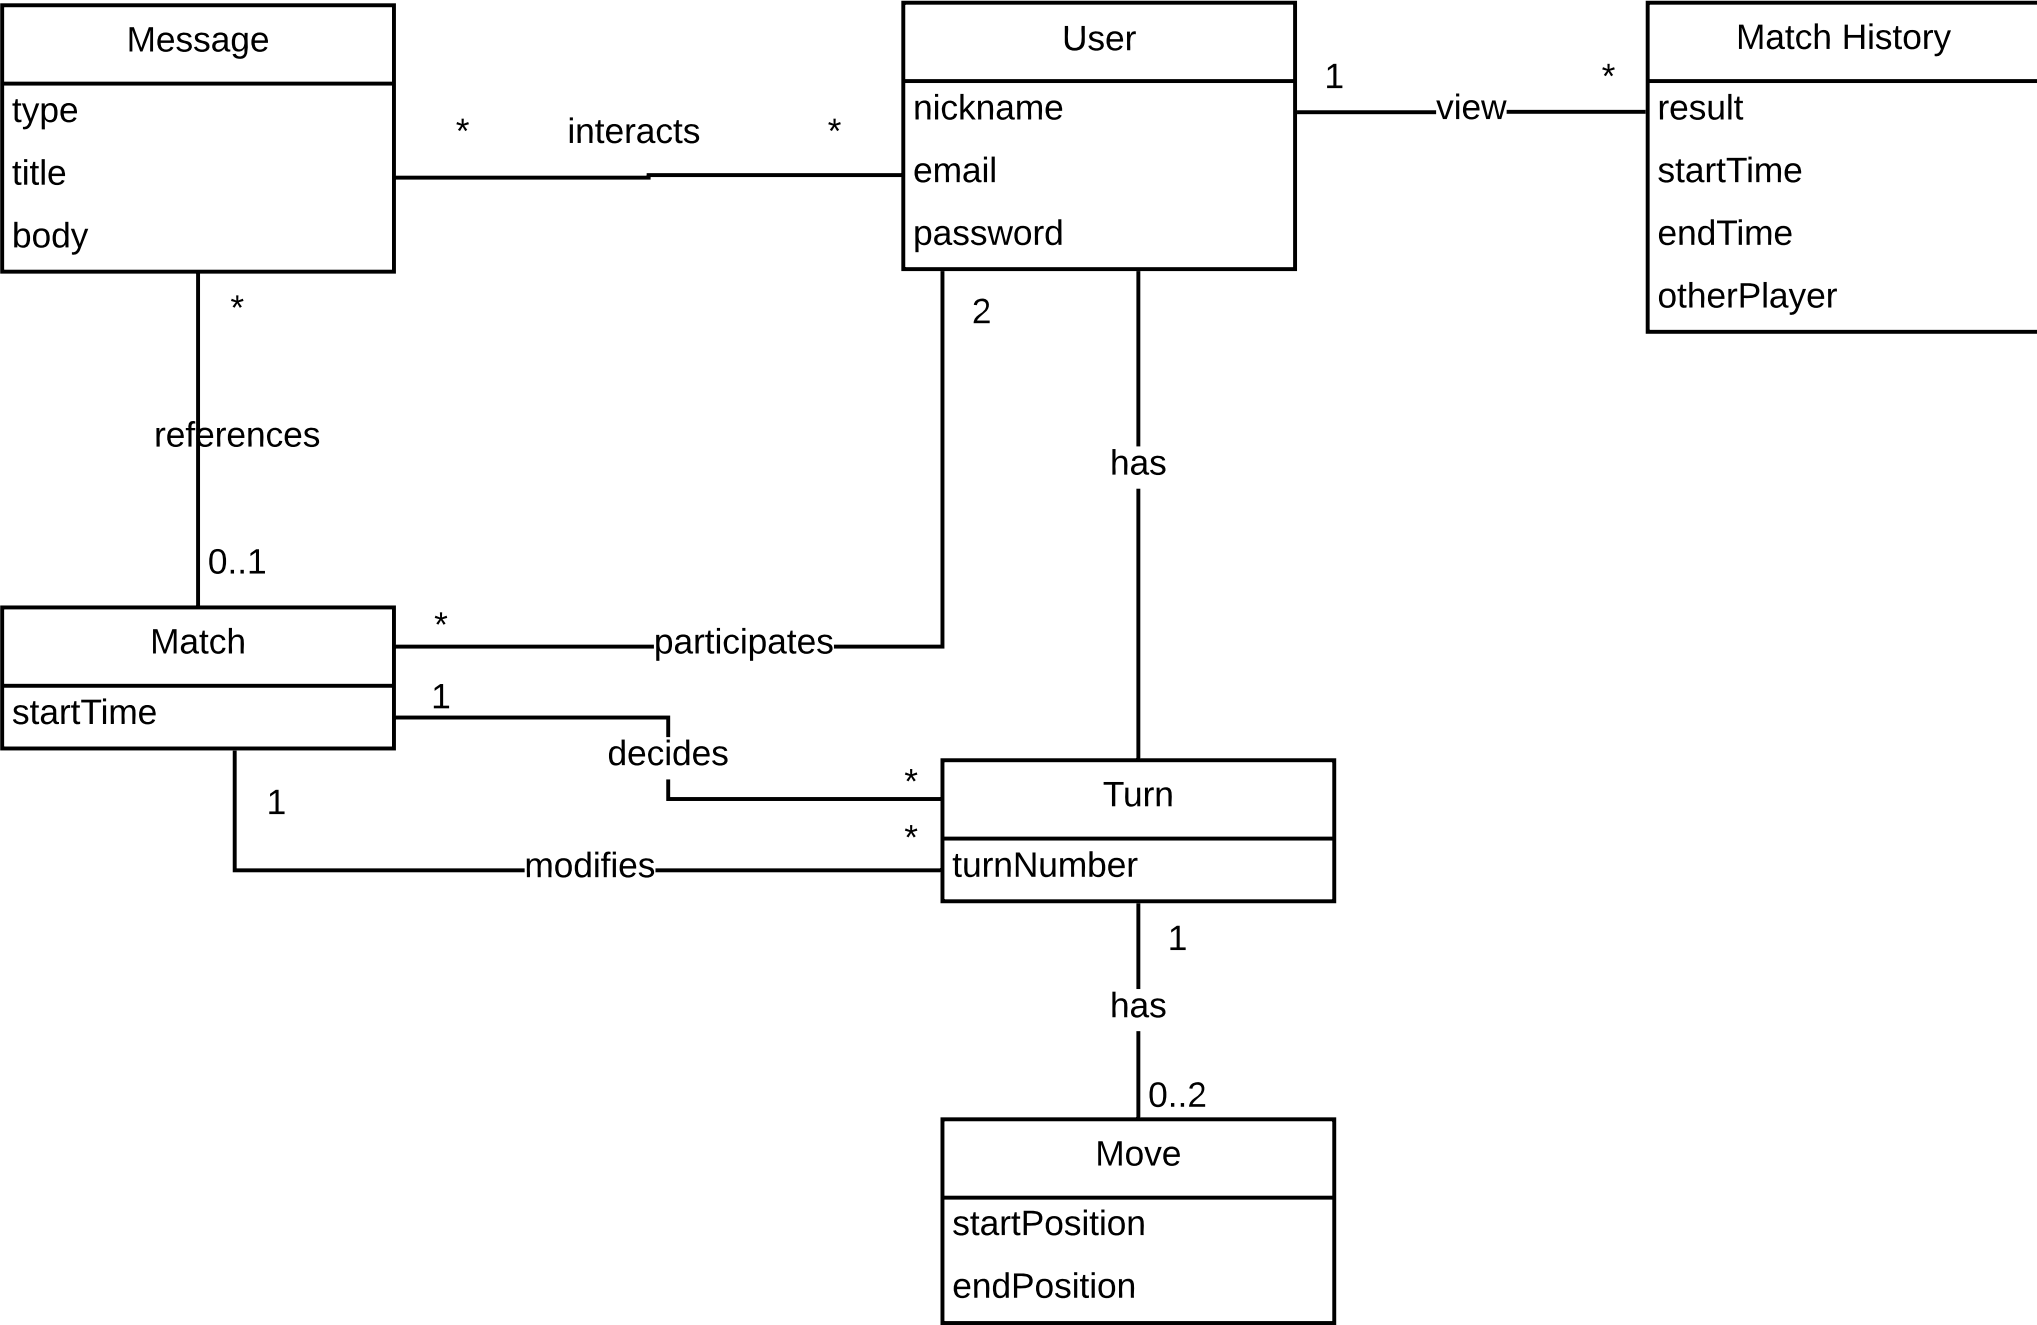 Message
type
title
body
* interacts *
User
nickname
email
password
1 view *
Match History
result
startTime
endTime
otherPlayer
*
references
0..1
2
has
Match
startTime
* participates
1
decides
*
1
modifies
*
Turn
turnNumber
1
has
0..2
Move
startPosition
endPosition